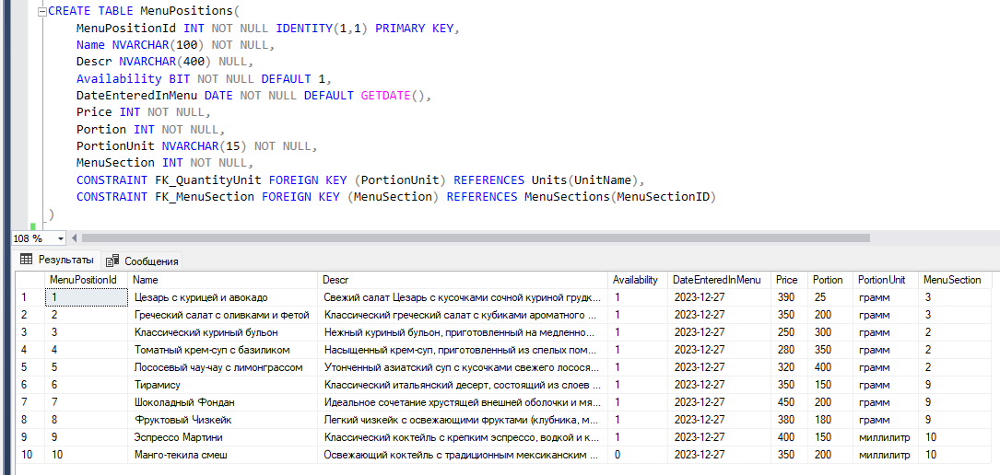 CREATE TABLE MenuPositions(
MenuPositionId INT NOT NULL IDENTITY(1,1) PRIMARY KEY,
Name NVARCHAR(100) NOT NULL,
Descr NVARCHAR(400) NULL,
Availability BIT NOT NULL DEFAULT 1,
DateEnteredInMenu DATE NOT NULL DEFAULT GETDATE(),
Price INT NOT NULL,
Portion INT NOT NULL,
PortionUnit NVARCHAR(15) NOT NULL,
MenuSection INT NOT NULL,
CONSTRAINT FK_QuantityUnit FOREIGN KEY (PortionUnit) REFERENCES Units(UnitName),
CONSTRAINT FK_MenuSection FOREIGN KEY (MenuSection) REFERENCES MenuSections(MenuSectionID)
)
108 %
Результаты Сообщения
MenuPositionId Name Descr Availability DateEnteredInMenu Price Portion PortionUnit MenuSection
1 1 Цезарь с курицей и авокадо Свежий салат Цезарь с кусочками сочной куриной грудк... 1 2023-12-27 390 25 грамм 3
2 2 Греческий салат с оливками и фетой Классический греческий салат с кубиками ароматного ... 1 2023-12-27 350 200 грамм 3
3 3 Классический куриный бульон Нежный куриный бульон, приготовленный на медленно... 1 2023-12-27 250 300 грамм 2
4 4 Томатный крем-суп с базиликом Насыщенный крем-суп, приготовленный из спелых пом... 1 2023-12-27 280 350 грамм 2
5 5 Лососевый чау-чау с лимонграссом Утонченный азиатский суп с кусочками свежего лосося... 1 2023-12-27 320 400 грамм 2
6 6 Тирамису Классический итальянский десерт, состоящий из слоев ... 1 2023-12-27 350 150 грамм 9
7 7 Шоколадный Фондан Идеальное сочетание хрустящей внешней оболочки и мя... 1 2023-12-27 450 200 грамм 9
8 8 Фруктовый Чизкейк Легкий чизкейк с освежающими фруктами (клубника, м... 1 2023-12-27 380 180 грамм 9
9 9 Эспрессо Мартини Классический коктейль с крепким эспрессо, водкой и к... 1 2023-12-27 400 150 миллилитр 10
10 10 Манго-текила смеш Освежающий коктейль с традиционным мексиканским ... 0 2023-12-27 350 200 миллилитр 10